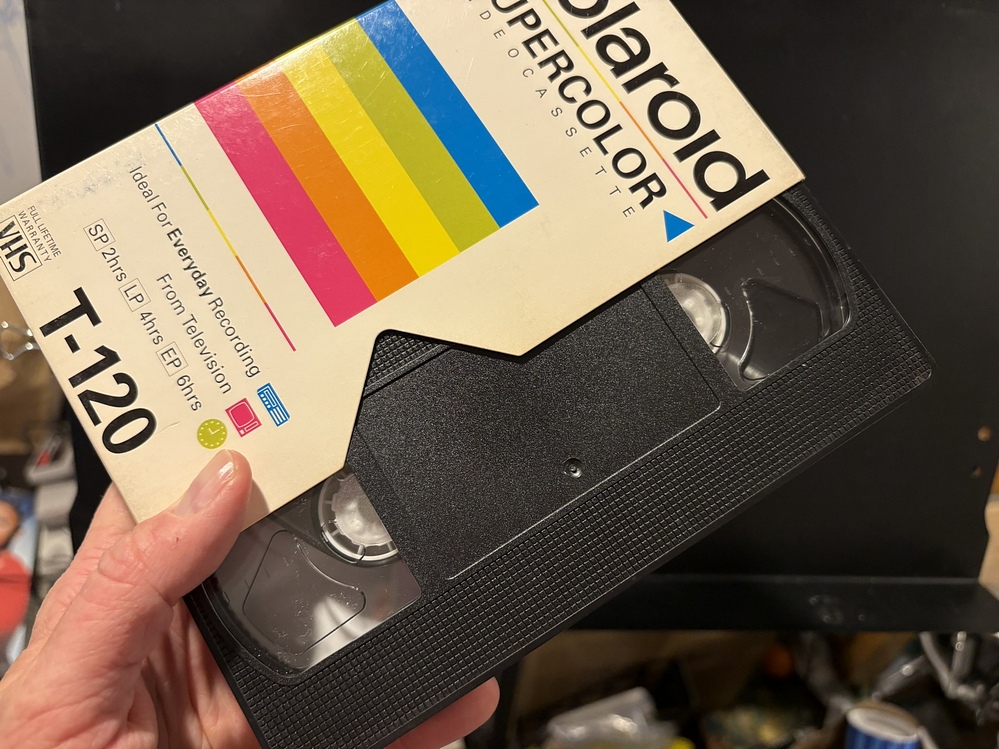 olaroid
UPERCOLOR
DEOCASSETTE
Ideal For Everyday Recording
From Television
SP 2hrs LP 4hrs EP 6hrs
T-120
FULL LIFETIME
WARRANTY
VHS